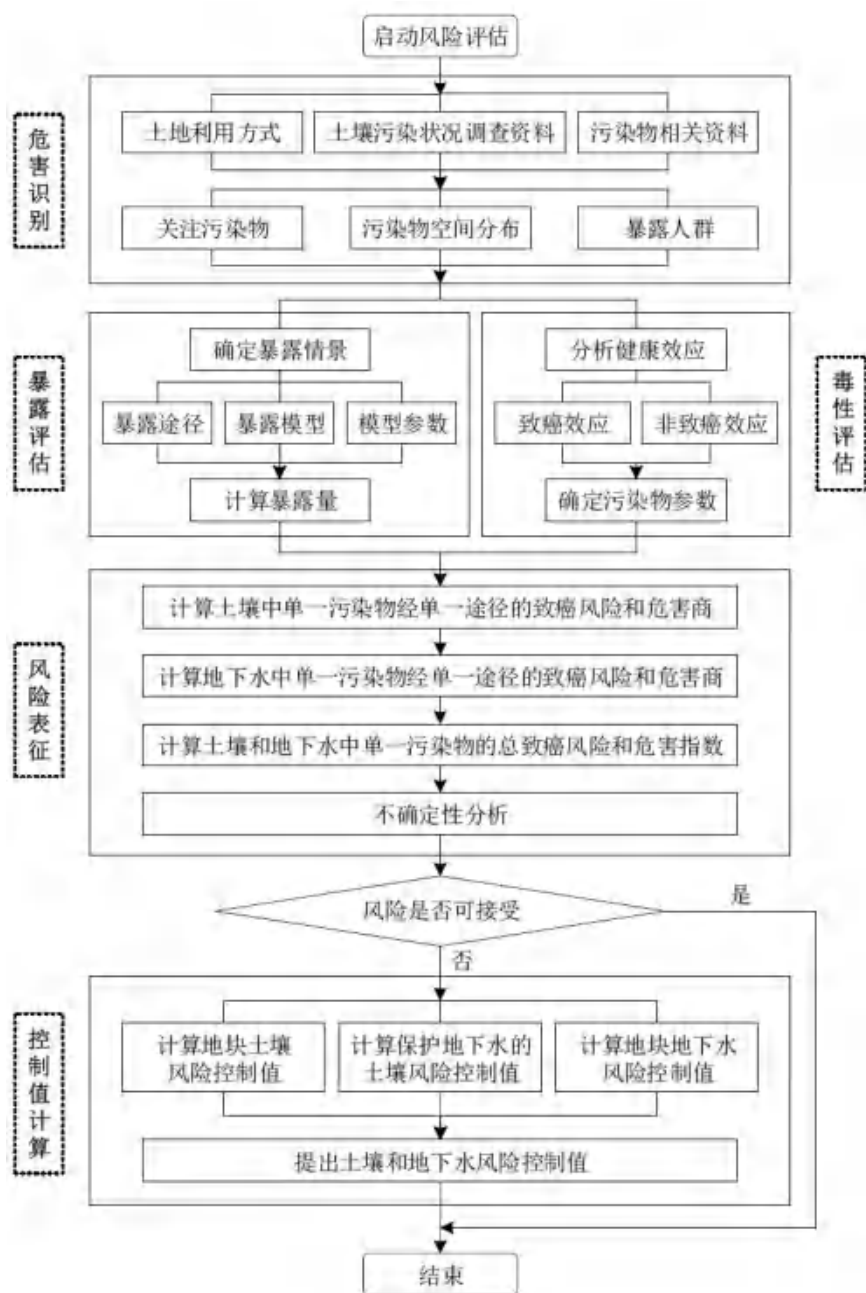 启动风险评估
危害识别
土地利用方式
土壤污染状况调查资料
污染物相关资料
关注污染物
污染物空间分布
暴露人群
暴露评估
确定暴露情景
暴露途径
暴露模型
模型参数
计算暴露量
分析健康效应
致癌效应
非致癌效应
确定污染物参数
毒性评估
风险表征
计算土壤中单一污染物经单一途径的致癌风险和危害商
计算地下水中单一污染物经单一途径的致癌风险和危害商
计算土壤和地下水中单一污染物的总致癌风险和危害指数
不确定性分析
风险是否可接受
是
否
控制值计算
计算地块土壤
风险控制值
计算保护地下水的
土壤风险控制值
计算地块地下水
风险控制值
提出土壤和地下水风险控制值
结束